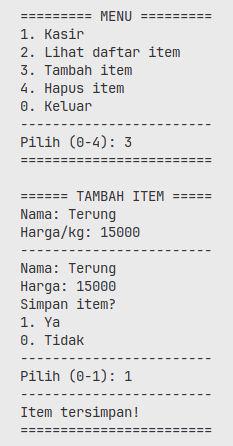 ========= MENU =========
1. Kasir
2. Lihat daftar item
3. Tambah item
4. Hapus item
0. Keluar
------------------------
Pilih (0-4): 3
========================

====== TAMBAH ITEM =====
Nama: Terung
Harga/kg: 15000
------------------------
Nama: Terung
Harga: 15000
Simpan item?
1. Ya
0. Tidak
------------------------
Pilih (0-1): 1
------------------------
Item tersimpan!
========================